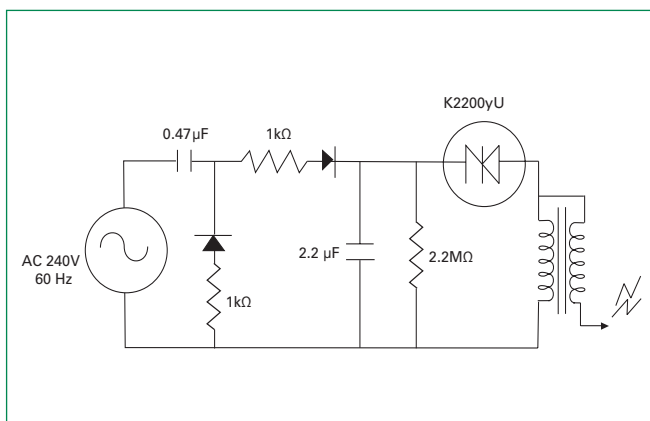 K2200yU
0.47µF
1kΩ
AC 240V
60 Hz
2.2 µF
2.2MΩ
1kΩ